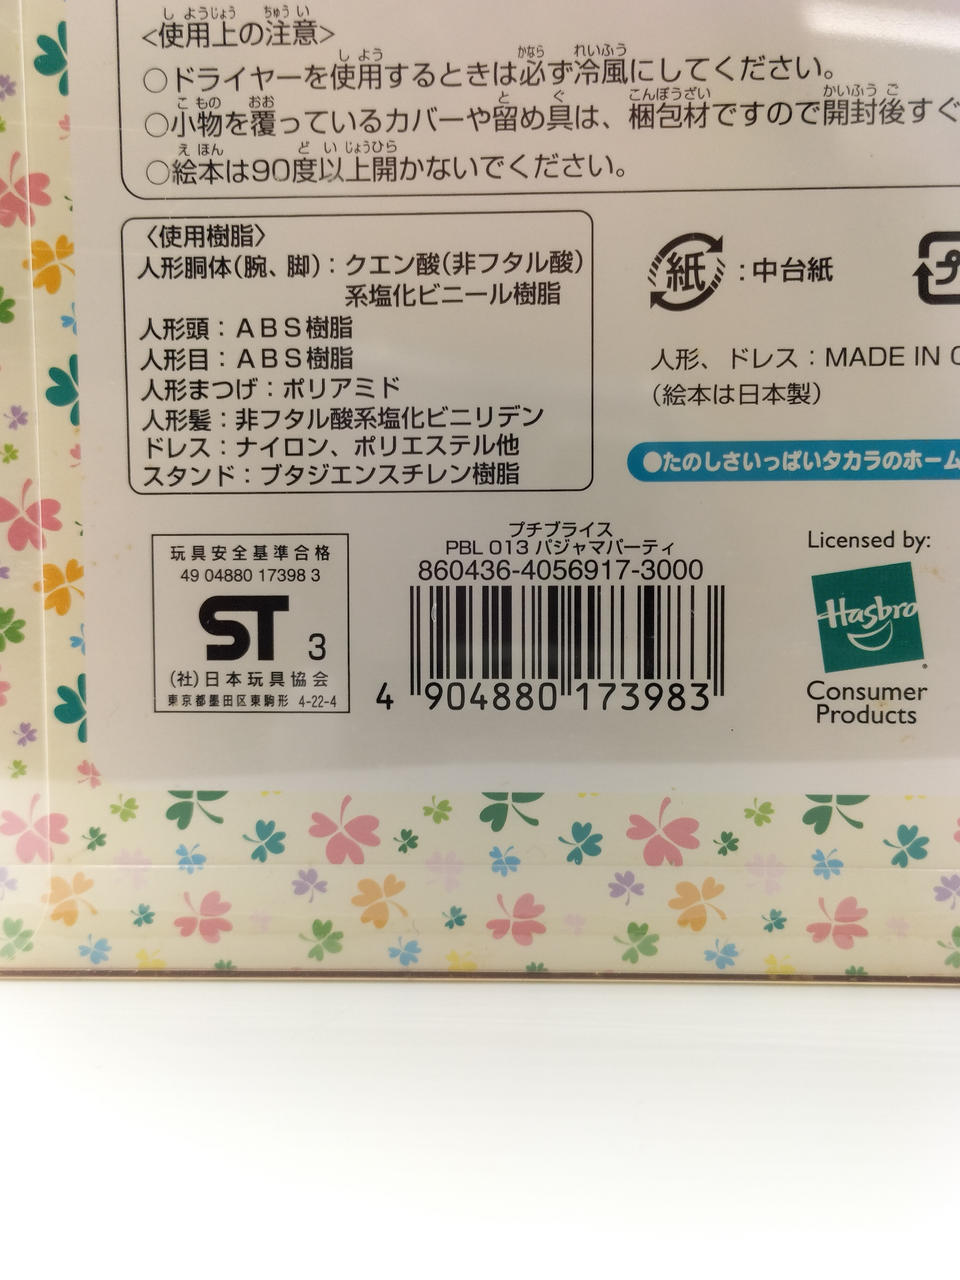 <使用上の注意>
○ドライヤーを使用するときは必ず冷風にしてください。
○小物を覆っているカバーや留め具は、梱包材ですので開封後すぐ
○絵本は90度以上開かないでください。
〈使用樹脂〉
人形胴体(腕、脚)：クエン酸(非フタル酸)
系塩化ビニール樹脂
人形頭：ABS樹脂
人形目：ABS樹脂
人形まつげ：ポリアミド
人形髪：非フタル酸系塩化ビニリデン
ドレス：ナイロン、ポリエステル他
スタンド：ブタジエンスチレン樹脂
紙：中台紙
プ
人形、ドレス：MADE IN C
(絵本は日本製)
●たのしさいっぱいタカラのホーム
玩具安全基準合格
49 04880 17398 3
ST 3
(社)日本玩具協会
東京都墨田区東駒形 4-22-4
プチブライス
PBL 013 パジャマパーティ
860436-4056917-3000
4 904880 173983
Licensed by:
Hasbro
Consumer
Products